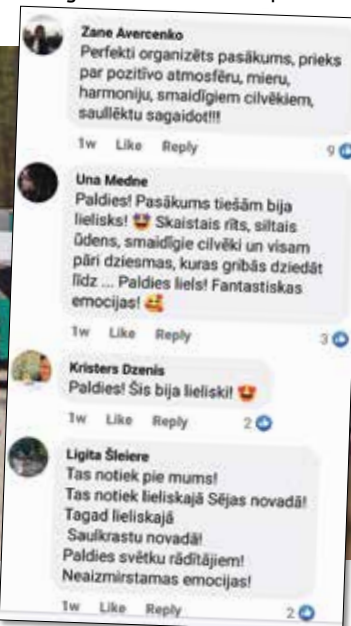 Zane Avercenko
Perfekti organizēts pasākums, prieks
par pozitīvo atmosfēru, mieru,
harmoniju, smaidīgiem cilvēkiem,
saullēktu sagaidot!!!
1w Like Reply 9
Una Medne
Paldies! Pasākums tiešām bija
lielisks! 🤩 Skaistais rīts, siltais
ūdens, smaidīgie cilvēki un visam
pāri dziesmas, kuras gribās dziedāt
līdz ... Paldies liels! Fantastiskas
emocijas! 🥰
1w Like Reply 3
Kristers Dzenis
Paldies! Šis bija lieliski! 🤩
1w Like Reply 2
Ligita Šleiere
Tas notiek pie mums!
Tas notiek lieliskajā Sējas novadā!
Tagad lieliskajā
Saulkrastu novadā!
Paldies svētku rādītājiem!
Neaizmirstamas emocijas!
1w Like Reply 2